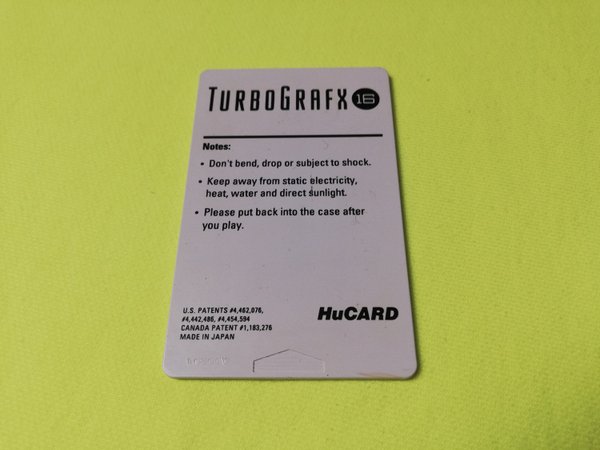 TURBOGRAFX 16
Notes:
• Don't bend, drop or subject to shock.
• Keep away from static electricity,
heat, water and direct sunlight.
• Please put back into the case after
you play.
U.S. PATENTS #4,462,076,
#4,442,486, #4,454,594
CANADA PATENT #1,183,276
MADE IN JAPAN
HuCARD